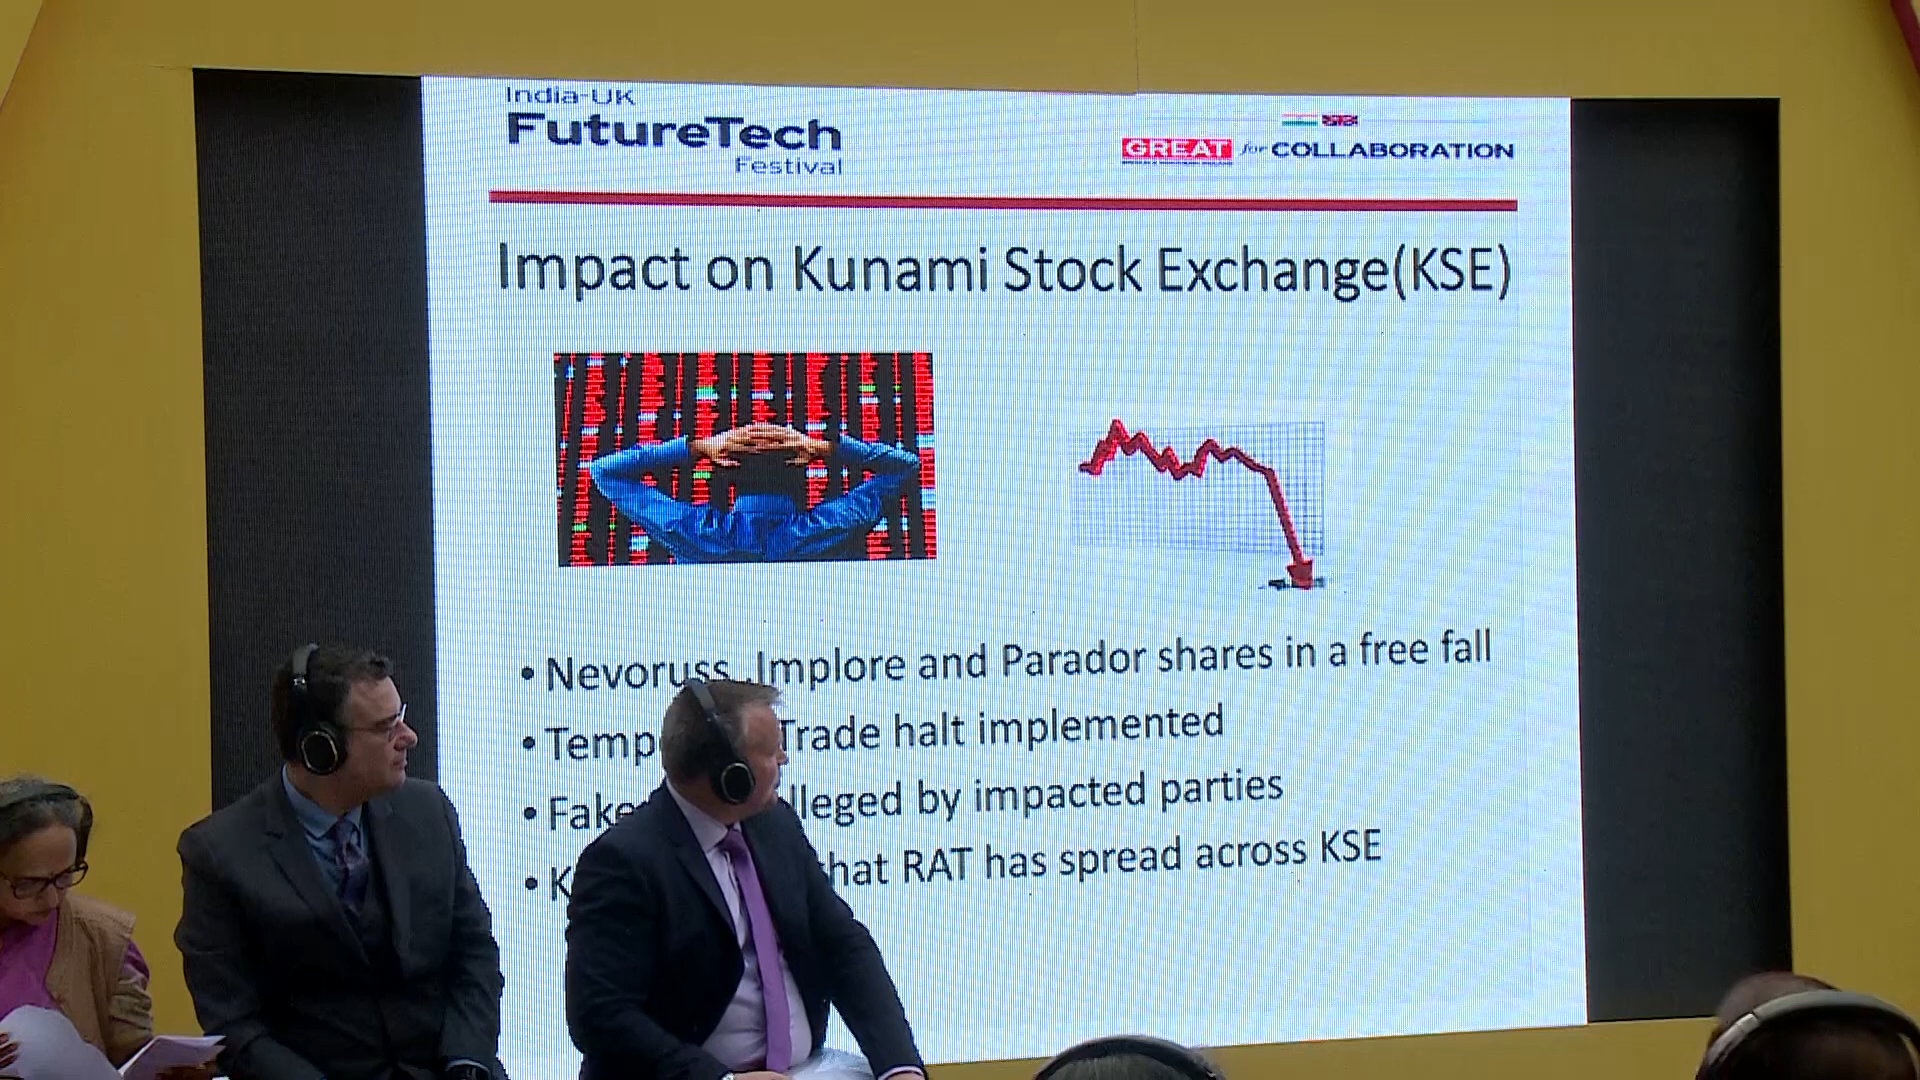 India-UK
FutureTech
Festival
GREAT for COLLABORATION
Impact on Kunami Stock Exchange(KSE)
• Nevoruss, Implore and Parador shares in a free fall
• Temp Trade halt implemented
• Fake lleged by impacted parties
• K hat RAT has spread across KSE